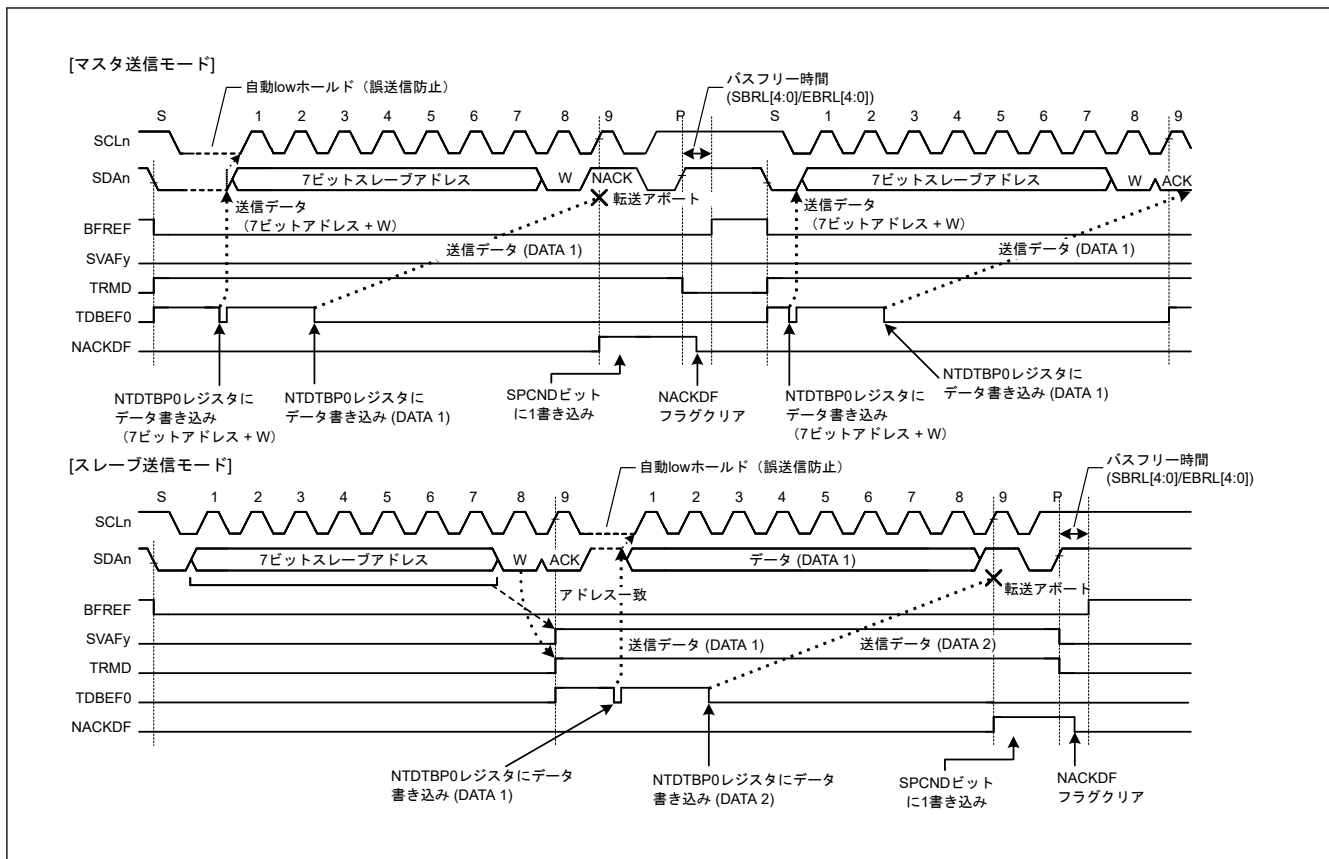 [マスタ送信モード]
自動lowホールド（誤送信防止）
バスフリー時間
(SBRL[4:0]/EBRL[4:0])
S 1 2 3 4 5 6 7 8 9 P S 1 2 3 4 5 6 7 8 9
SCLn
SDAn 7ビットスレーブアドレス W NACK 7ビットスレーブアドレス W ACK
転送アボート
送信データ
（7ビットアドレス + W）
送信データ
（7ビットアドレス + W）
BFREF
送信データ (DATA 1)
送信データ (DATA 1)
SVAFy
TRMD
TDBEF0
NACKDF
NTDTBP0レジスタに
データ書き込み
（7ビットアドレス + W）
NTDTBP0レジスタに
データ書き込み (DATA 1)
SPCNDビット
に1書き込み
NACKDF
フラグクリア
NTDTBP0レジスタに
データ書き込み
（7ビットアドレス + W）
NTDTBP0レジスタに
データ書き込み (DATA 1)
[スレーブ送信モード]
自動lowホールド（誤送信防止）
バスフリー時間
(SBRL[4:0]/EBRL[4:0])
S 1 2 3 4 5 6 7 8 9 1 2 3 4 5 6 7 8 9 P
SCLn
SDAn 7ビットスレーブアドレス W ACK データ (DATA 1)
アドレス一致
転送アボート
BFREF
SVAFy
送信データ (DATA 1)
送信データ (DATA 2)
TRMD
TDBEF0
NACKDF
NTDTBP0レジスタにデータ
書き込み (DATA 1)
NTDTBP0レジスタにデータ
書き込み (DATA 2)
SPCNDビット
に1書き込み
NACKDF
フラグクリア